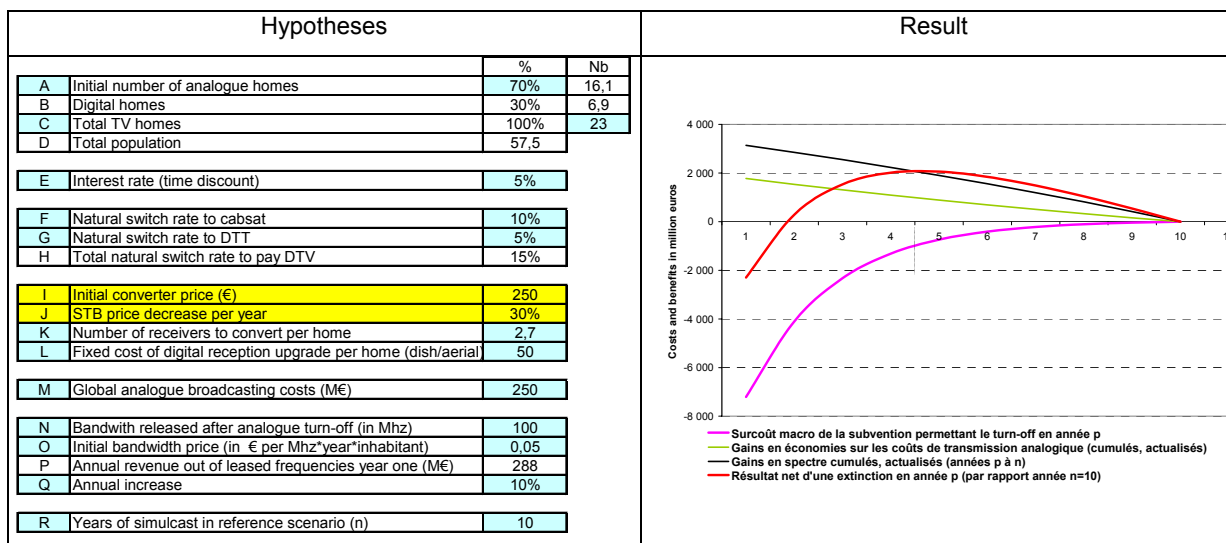 Hypotheses
Result
% Nb
A Initial number of analogue homes 70% 16,1
B Digital homes 30% 6,9
C Total TV homes 100% 23
D Total population 57,5
E Interest rate (time discount) 5%
F Natural switch rate to cabsat 10%
G Natural switch rate to DTT 5%
H Total natural switch rate to pay DTV 15%
I Initial converter price (€) 250
J STB price decrease per year 30%
K Number of receivers to convert per home 2,7
L Fixed cost of digital reception upgrade per home (dish/aerial) 50
M Global analogue broadcasting costs (M€) 250
N Bandwith released after analogue turn-off (in Mhz) 100
O Initial bandwidth price (in € per Mhz*year*inhabitant) 0,05
P Annual revenue out of leased frequencies year one (M€) 288
Q Annual increase 10%
R Years of simulcast in reference scenario (n) 10
Costs and benefits in million euros
4 000
2 000
0
-2 000
-4 000
-6 000
-8 000
1 2 3 4 5 6 7 8 9 10
Surcoût macro de la subvention permettant le turn-off en année p
Gains en économies sur les coûts de transmission analogique (cumulés, actualisés)
Gains en spectre cumulés, actualisés (années p à n)
Résultat net d'une extinction en année p (par rapport année n=10)